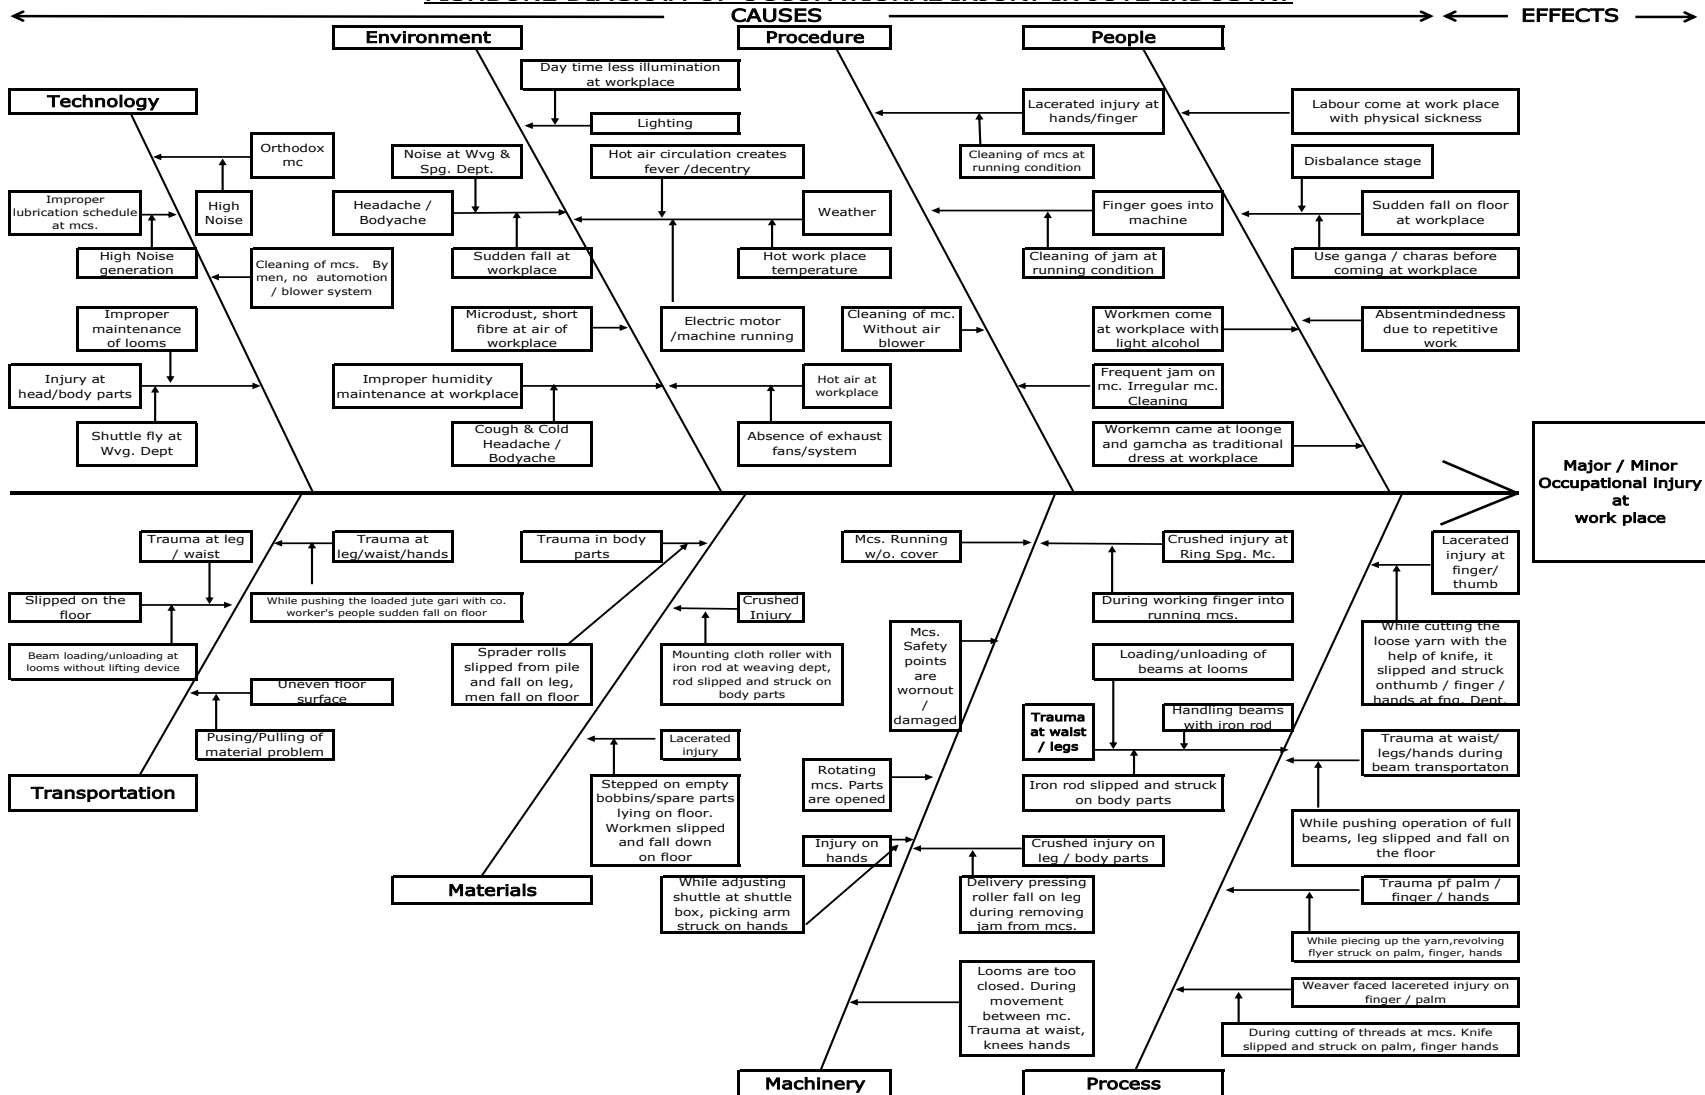 FISHBONE DIAGRAM OF OCCUPATIONAL INJURY IN JUTE INDUSTRY
CAUSES
EFFECTS
Environment
Procedure
People
Day time less illumination
at workplace
Technology
Lacerated injury at
hands/finger
Labour come at work place
with physical sickness
Lighting
Orthodox
mc
Noise at Wvg &
Spg. Dept.
Hot air circulation creates
fever /decentry
Cleaning of mcs at
running condition
Disbalance stage
Improper
lubrication schedule
at mcs.
High
Noise
Headache /
Bodyache
Weather
Finger goes into
machine
Sudden fall on floor
at workplace
High Noise
generation
Cleaning of mcs. By
men, no automotion
/ blower system
Sudden fall at
workplace
Hot work place
temperature
Cleaning of jam at
running condition
Use ganga / charas before
coming at workplace
Improper
maintenance
of looms
Microdust, short
fibre at air of
workplace
Electric motor
/machine running
Cleaning of mc.
Without air
blower
Workmen come
at workplace with
light alcohol
Absentmindedness
due to repetitive
work
Injury at
head/body parts
Improper humidity
maintenance at workplace
Hot air at
workplace
Frequent jam on
mc. Irregular mc.
Cleaning
Shuttle fly at
Wvg. Dept
Cough & Cold
Headache /
Bodyache
Absence of exhaust
fans/system
Workemn came at loonge
and gamcha as traditional
dress at workplace
Major / Minor
Occupational injury
at
work place
Trauma at leg
/ waist
Trauma at
leg/waist/hands
Trauma in body
parts
Mcs. Running
w/o. cover
Crushed injury at
Ring Spg. Mc.
Lacerated
injury at
finger/
thumb
Slipped on the
floor
While pushing the loaded jute gari with co.
worker's people sudden fall on floor
Crushed
Injury
During working finger into
running mcs.
Beam loading/unloading at
looms without lifting device
Sprader rolls
slipped from pile
and fall on leg,
men fall on floor
Mounting cloth roller with
iron rod at weaving dept,
rod slipped and struck on
body parts
Mcs.
Safety
points
are
wornout
/
damaged
Loading/unloading of
beams at looms
While cutting the
loose yarn with the
help of knife, it
slipped and struck
onthumb / finger /
hands at fng. Dept.
Uneven floor
surface
Pusing/Pulling of
material problem
Lacerated
injury
Trauma
at waist
/ legs
Handling beams
with iron rod
Trauma at waist/
legs/hands during
beam transportaton
Transportation
Stepped on empty
bobbins/spare parts
lying on floor.
Workmen slipped
and fall down
on floor
Rotating
mcs. Parts
are opened
Iron rod slipped and struck
on body parts
While pushing operation of full
beams, leg slipped and fall on
the floor
Injury on
hands
Crushed injury on
leg / body parts
Materials
While adjusting
shuttle at shuttle
box, picking arm
struck on hands
Delivery pressing
roller fall on leg
during removing
jam from mcs.
Trauma pf palm /
finger / hands
While piecing up the yarn,revolving
flyer struck on palm, finger, hands
Looms are too
closed. During
movement
between mc.
Trauma at waist,
knees hands
Weaver faced lacereted injury on
finger / palm
During cutting of threads at mcs. Knife
slipped and struck on palm, finger hands
Machinery
Process